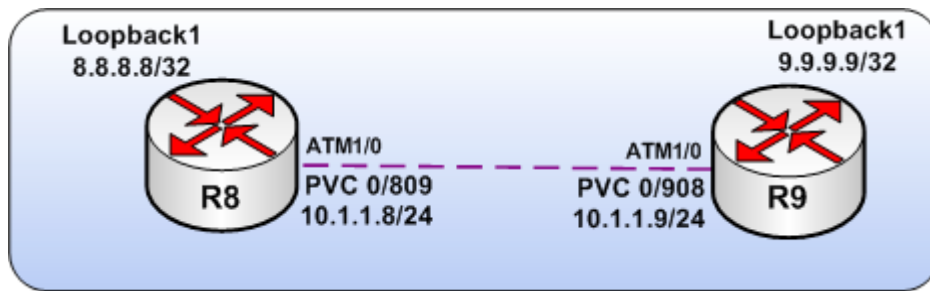 Loopback1
8.8.8.8/32
Loopback1
9.9.9.9/32
ATM1/0
ATM1/0
R8
PVC 0/809
10.1.1.8/24
PVC 0/908
10.1.1.9/24
R9